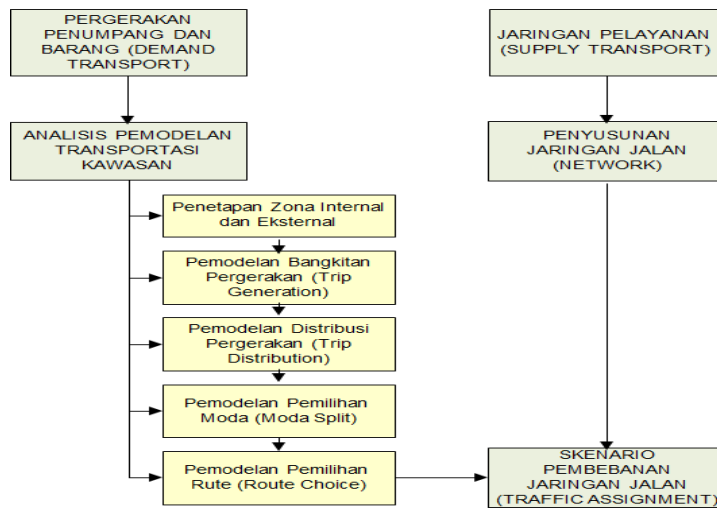 PERGERAKAN
PENUMPANG DAN
BARANG (DEMAND
TRANSPORT)
JARINGAN PELAYANAN
(SUPPLY TRANSPORT)
ANALISIS PEMODELAN
TRANSPORTASI
KAWASAN
PENYUSUNAN
JARINGAN JALAN
(NETWORK)
Penetapan Zona Internal
dan Eksternal
Pemodelan Bangkitan
Pergerakan (Trip
Generation)
Pemodelan Distribusi
Pergerakan (Trip
Distribution)
Pemodelan Pemilihan
Moda (Moda Split)
Pemodelan Pemilihan
Rute (Route Choice)
SKENARIO
PEMBEBANAN
JARINGAN JALAN
(TRAFFIC ASSIGNMENT)